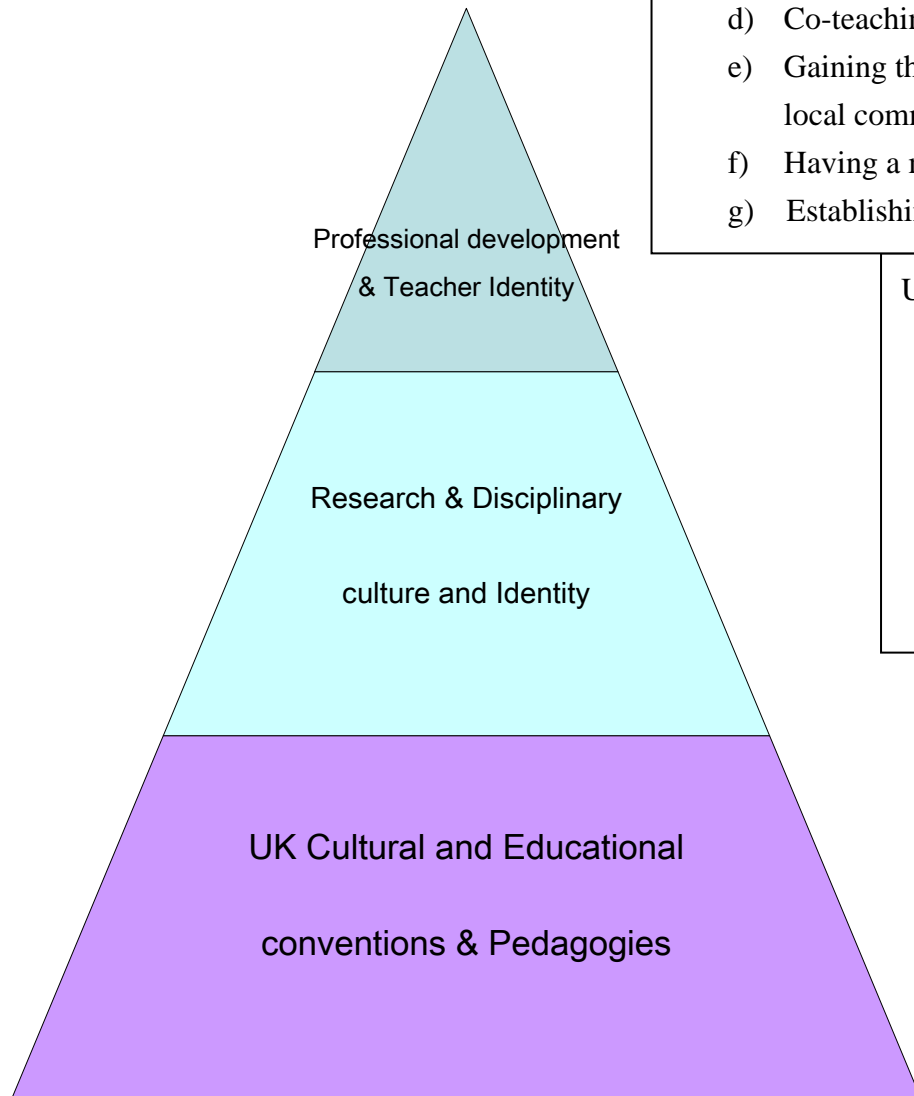 d) Co-teachin
e) Gaining th
local com
f) Having a
g) Establishi
U
Professional development
& Teacher Identity
Research & Disciplinary
culture and Identity
UK Cultural and Educational
conventions & Pedagogies